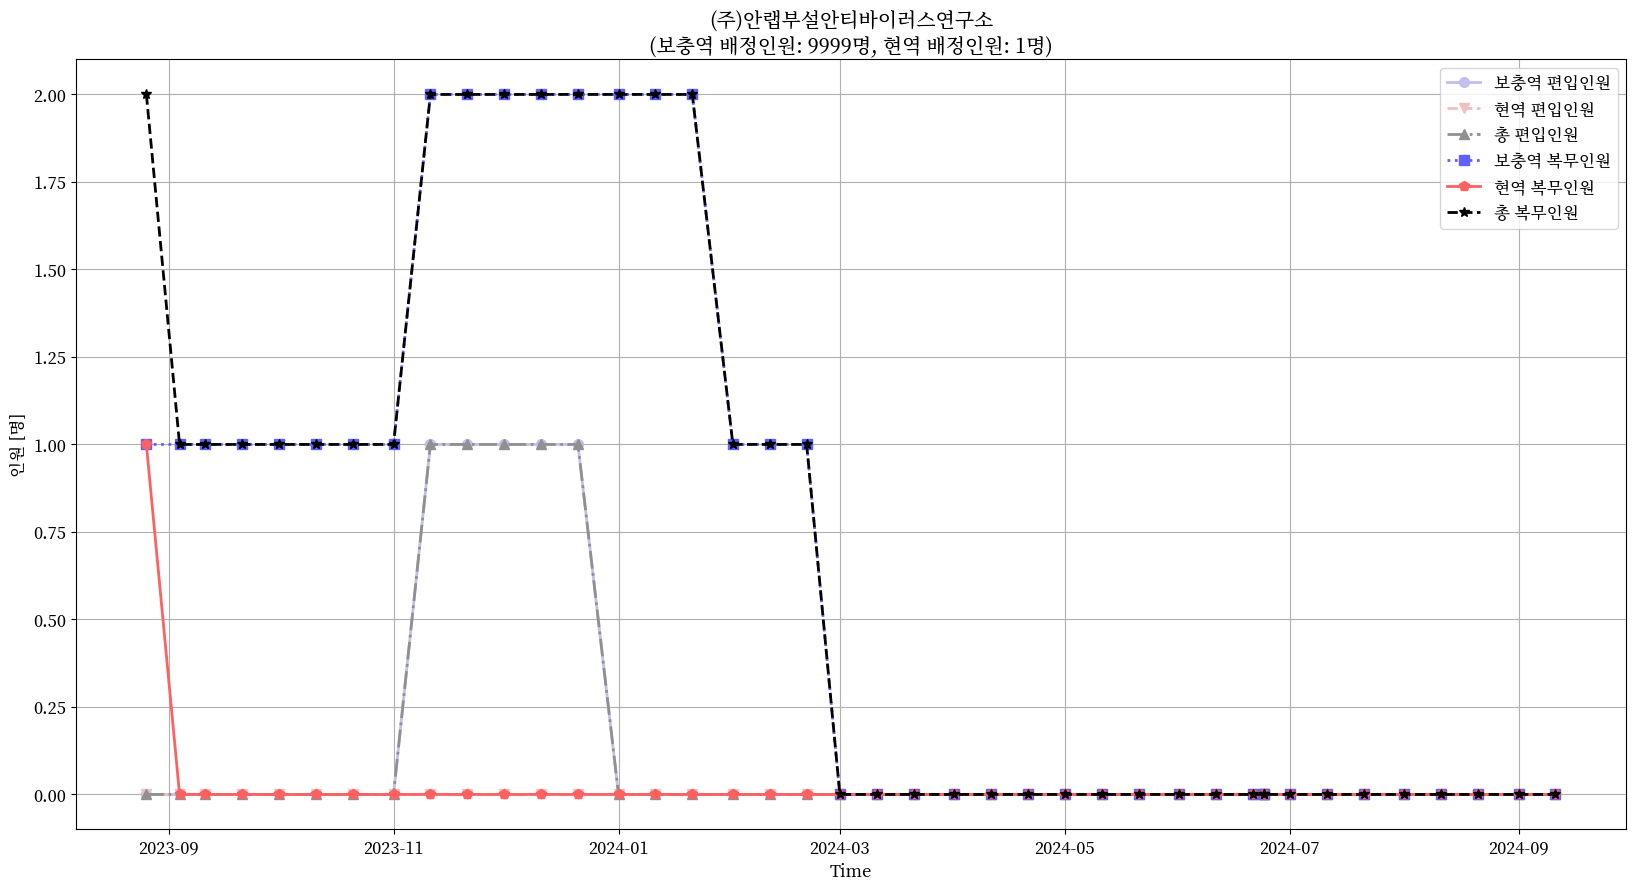 (주)안랩부설안티바이러스연구소
(보충역 배정인원: 9999명, 현역 배정인원: 1명)
보충역 편입인원
현역 편입인원
총 편입인원
보충역 복무인원
현역 복무인원
총 복무인원
인원 [명]
2.00
1.75
1.50
1.25
1.00
0.75
0.50
0.25
0.00
2023-09
2023-11
2024-01
2024-03
2024-05
2024-07
2024-09
Time